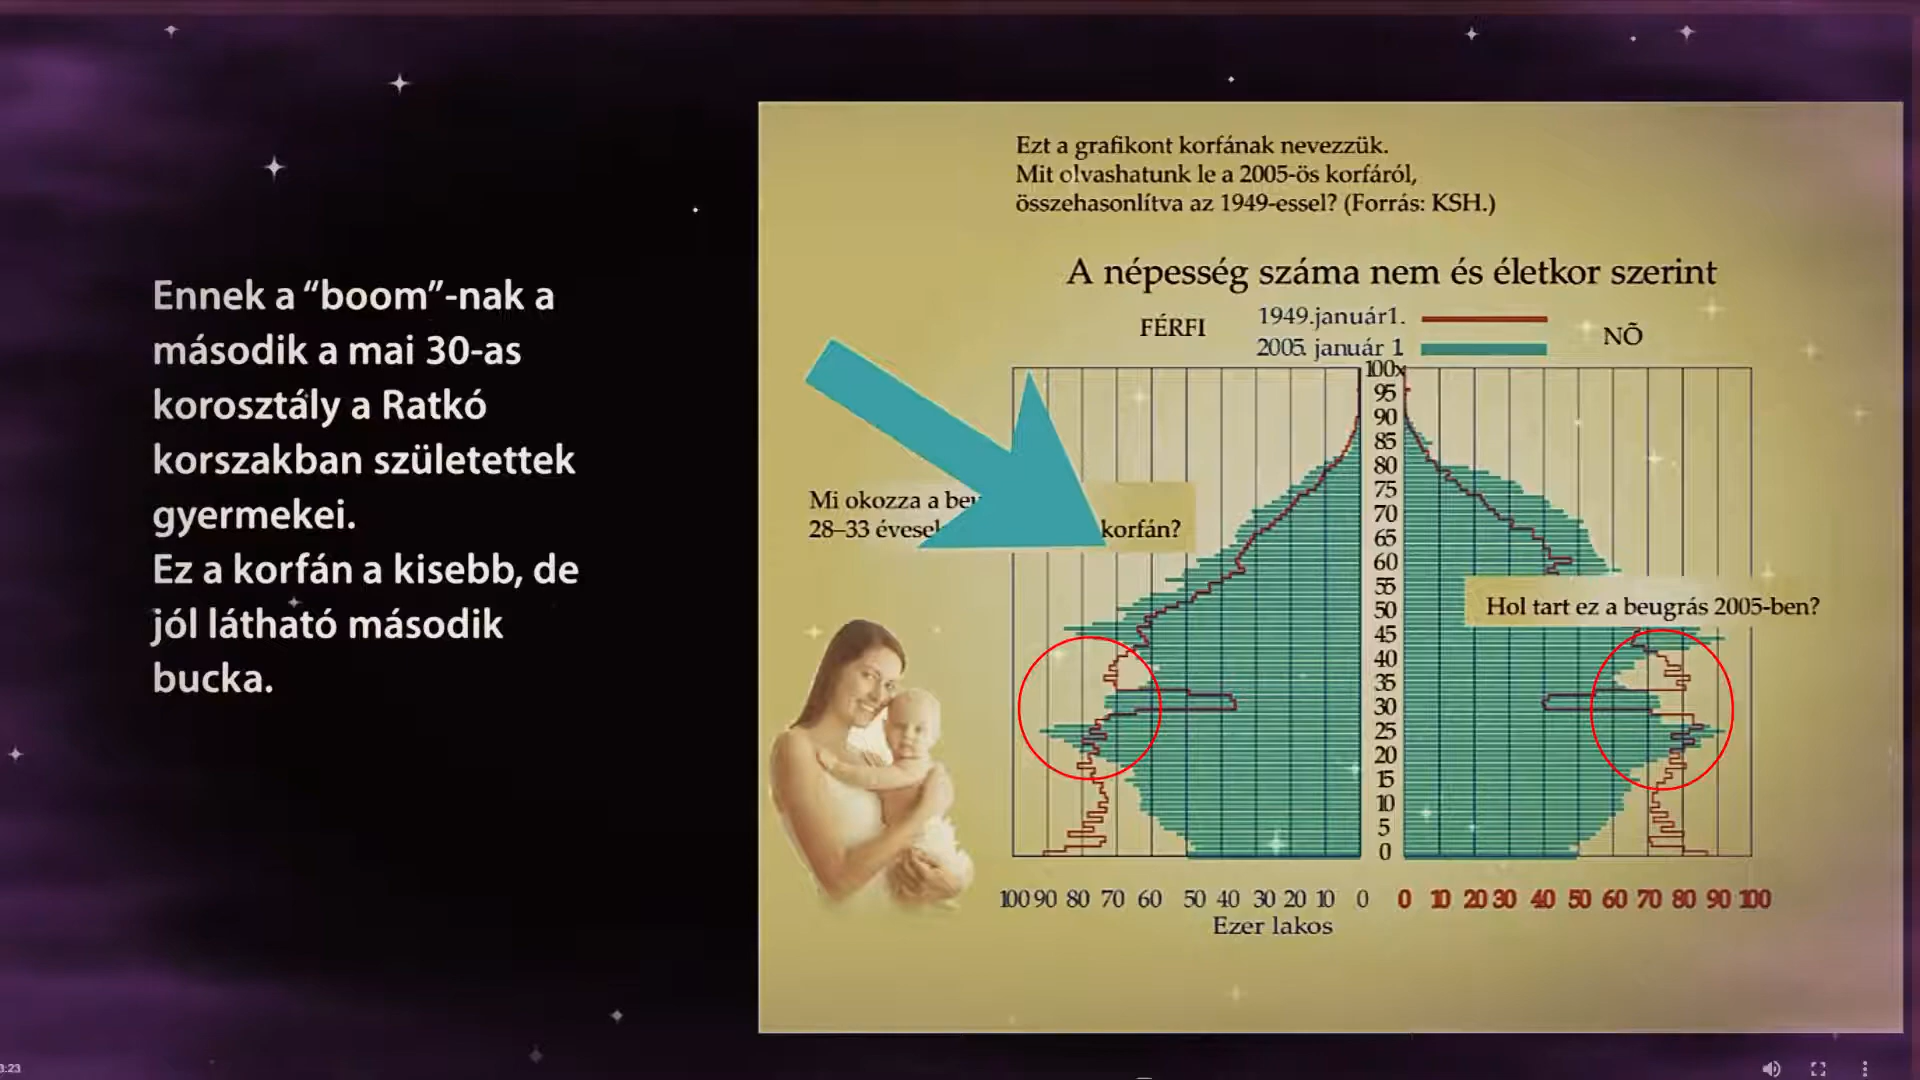 Ennek a “boom”-nak a
második a mai 30-as
korosztály a Ratkó
korszakban születettek
gyermekei.
Ez a korfán a kisebb, de
jól látható második
bucka.
Ezt a grafikont korfának nevezzük.
Mit olvashatunk le a 2005-ös korfáról,
összehasonlítva az 1949-essel? (Forrás: KSH.)
A népesség száma nem és életkor szerint
FÉRFI
1949.január1.
2005. január 1
NÕ
Mi okozza a
28–33 korfán?
Hol tart ez a beugrás 2005-ben?
100x
95
90
85
80
75
70
65
60
55
50
45
40
35
30
25
20
15
10
5
0
100 90 80 70 60 50 40 30 20 10 0
0 10 20 30 40 50 60 70 80 90 100
Ezer lakos